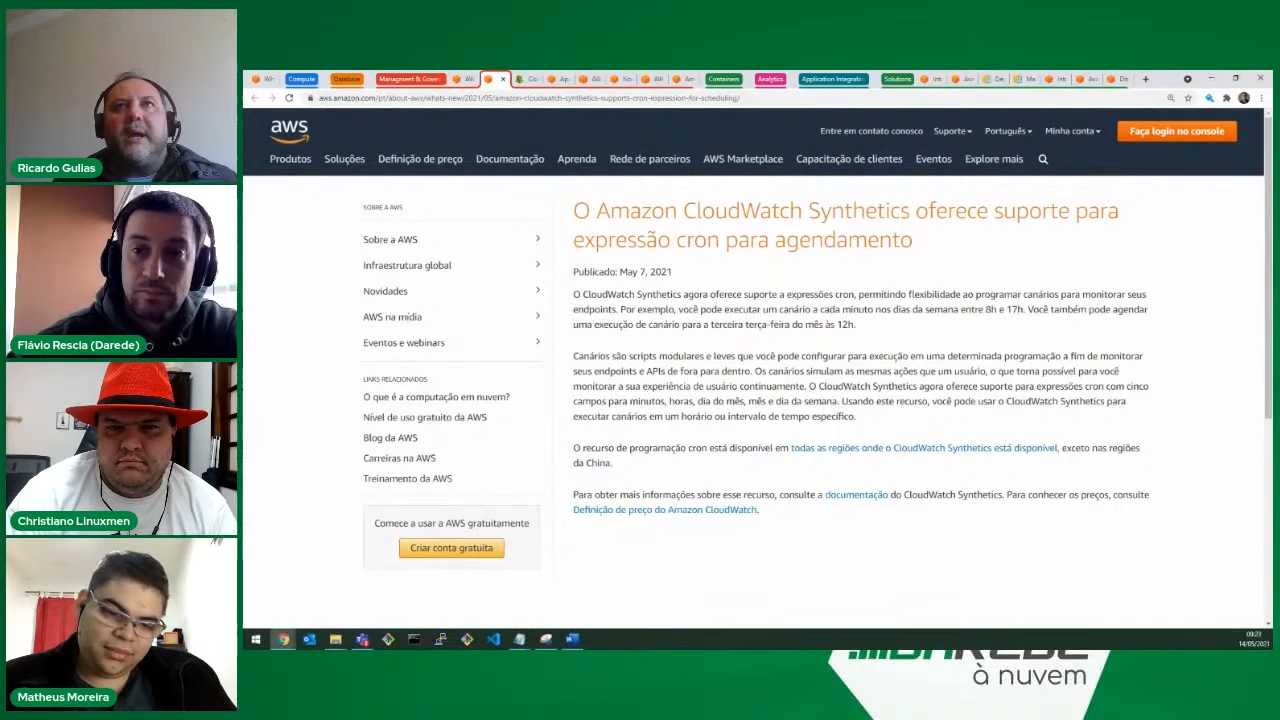 Ricardo Gulias
Flávio Rescia (Darede)
Christiano Linuxmen
Matheus Moreira
Compute
Database
Containers
Analytics
Solutions
aws.amazon.com/pt/about-aws/whats-new/2021/05/amazon-cloudwatch-synthetics-supports-cron-expression-for-scheduling/
aws
Entre em contato conosco Suporte Português Minha conta Faça login no console
Produtos Soluções Definição de preço Documentação Aprenda Rede de parceiros AWS Marketplace Capacitação de clientes Eventos Explore mais
SOBRE A AWS
Sobre a AWS
Infraestrutura global
Novidades
AWS na mídia
Eventos e webinars
LINKS RELACIONADOS
O que é a computação em nuvem?
Nível de uso gratuito da AWS
Blog da AWS
Carreiras na AWS
Treinamento da AWS
Comece a usar a AWS gratuitamente
Criar conta gratuita
O Amazon CloudWatch Synthetics oferece suporte para
expressão cron para agendamento
Publicado: May 7, 2021
O CloudWatch Synthetics agora oferece suporte a expressões cron, permitindo flexibilidade ao programar canários para monitorar seus
endpoints. Por exemplo, você pode executar um canário a cada minuto nos dias da semana entre 8h e 17h. Você também pode agendar
uma execução de canário para a terceira terça-feira do mês às 12h.
Canários são scripts modulares e leves que você pode configurar para execução em uma determinada programação a fim de monitorar
seus endpoints e APIs de fora para dentro. Os canários simulam as mesmas ações que um usuário, o que torna possível para você
monitorar a sua experiência de usuário continuamente. O CloudWatch Synthetics agora oferece suporte para expressões cron com cinco
campos para minutos, horas, dia do mês, mês e dia da semana. Usando este recurso, você pode usar o CloudWatch Synthetics para
executar canários em um horário ou intervalo de tempo específico.
O recurso de programação cron está disponível em todas as regiões onde o CloudWatch Synthetics está disponível, exceto nas regiões
da China.
Para obter mais informações sobre esse recurso, consulte a documentação do CloudWatch Synthetics. Para conhecer os preços, consulte
Definição de preço do Amazon CloudWatch.
09:23
14/05/2021
à nuvem